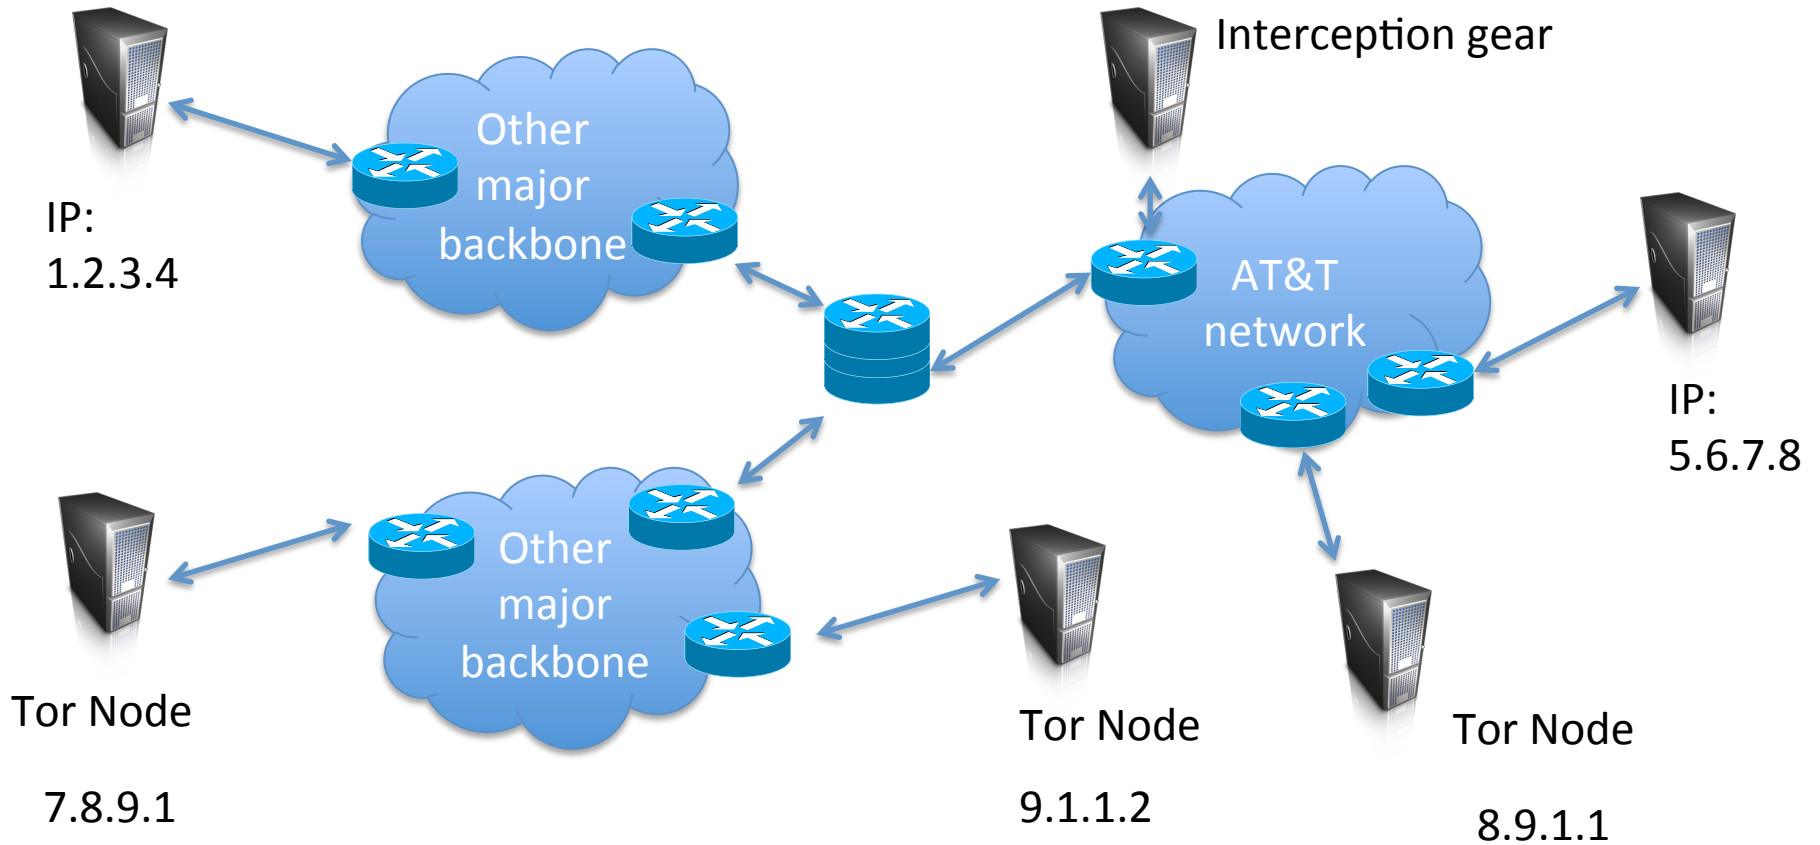 Interception gear
Other
major
backbone
IP:
1.2.3.4
AT&T
network
IP:
5.6.7.8
Other
major
backbone
Tor Node
7.8.9.1
Tor Node
9.1.1.2
Tor Node
8.9.1.1